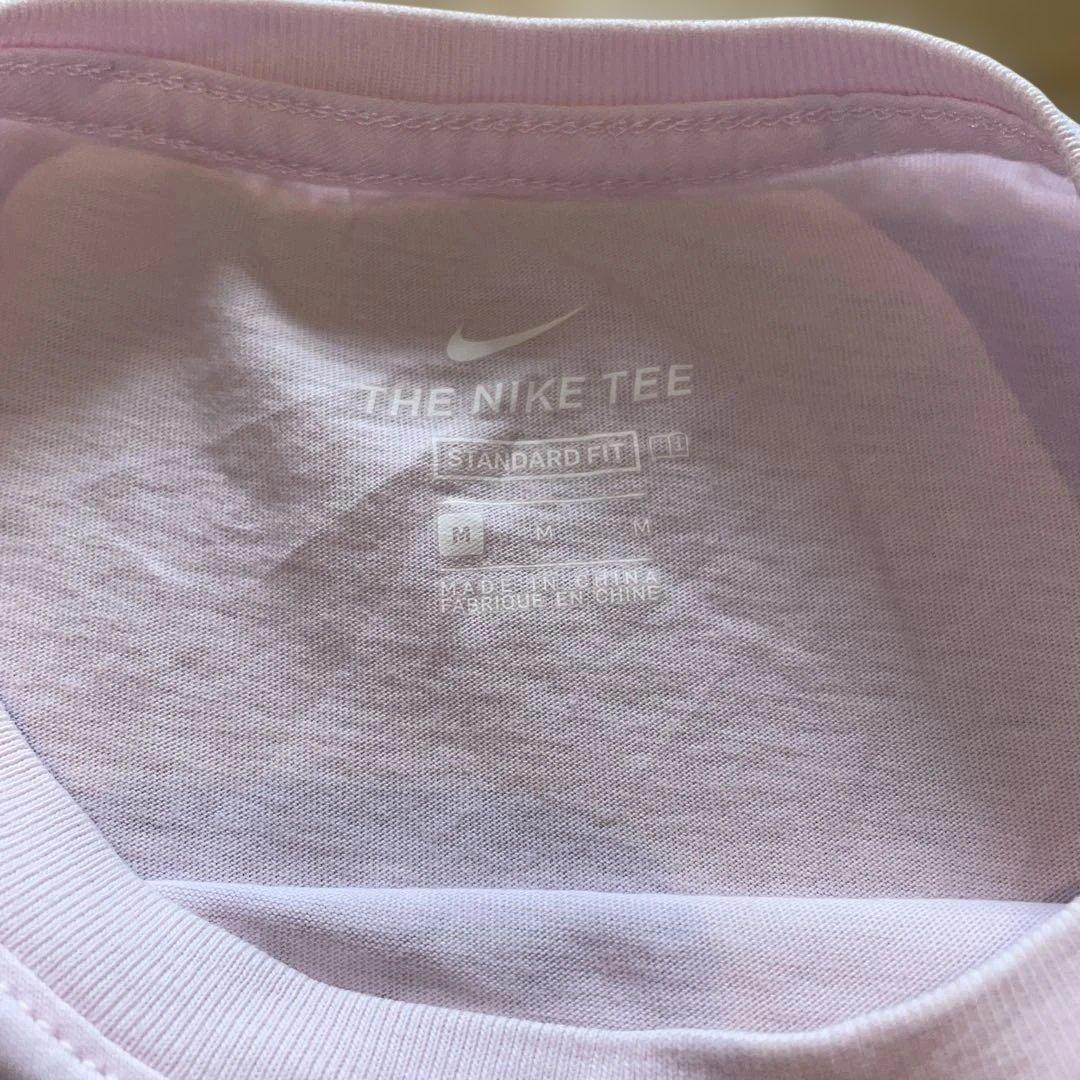 THE NIKE TEE
STANDARD FIT
M M M
MADE IN CHINA
FABRIQUE EN CHINE